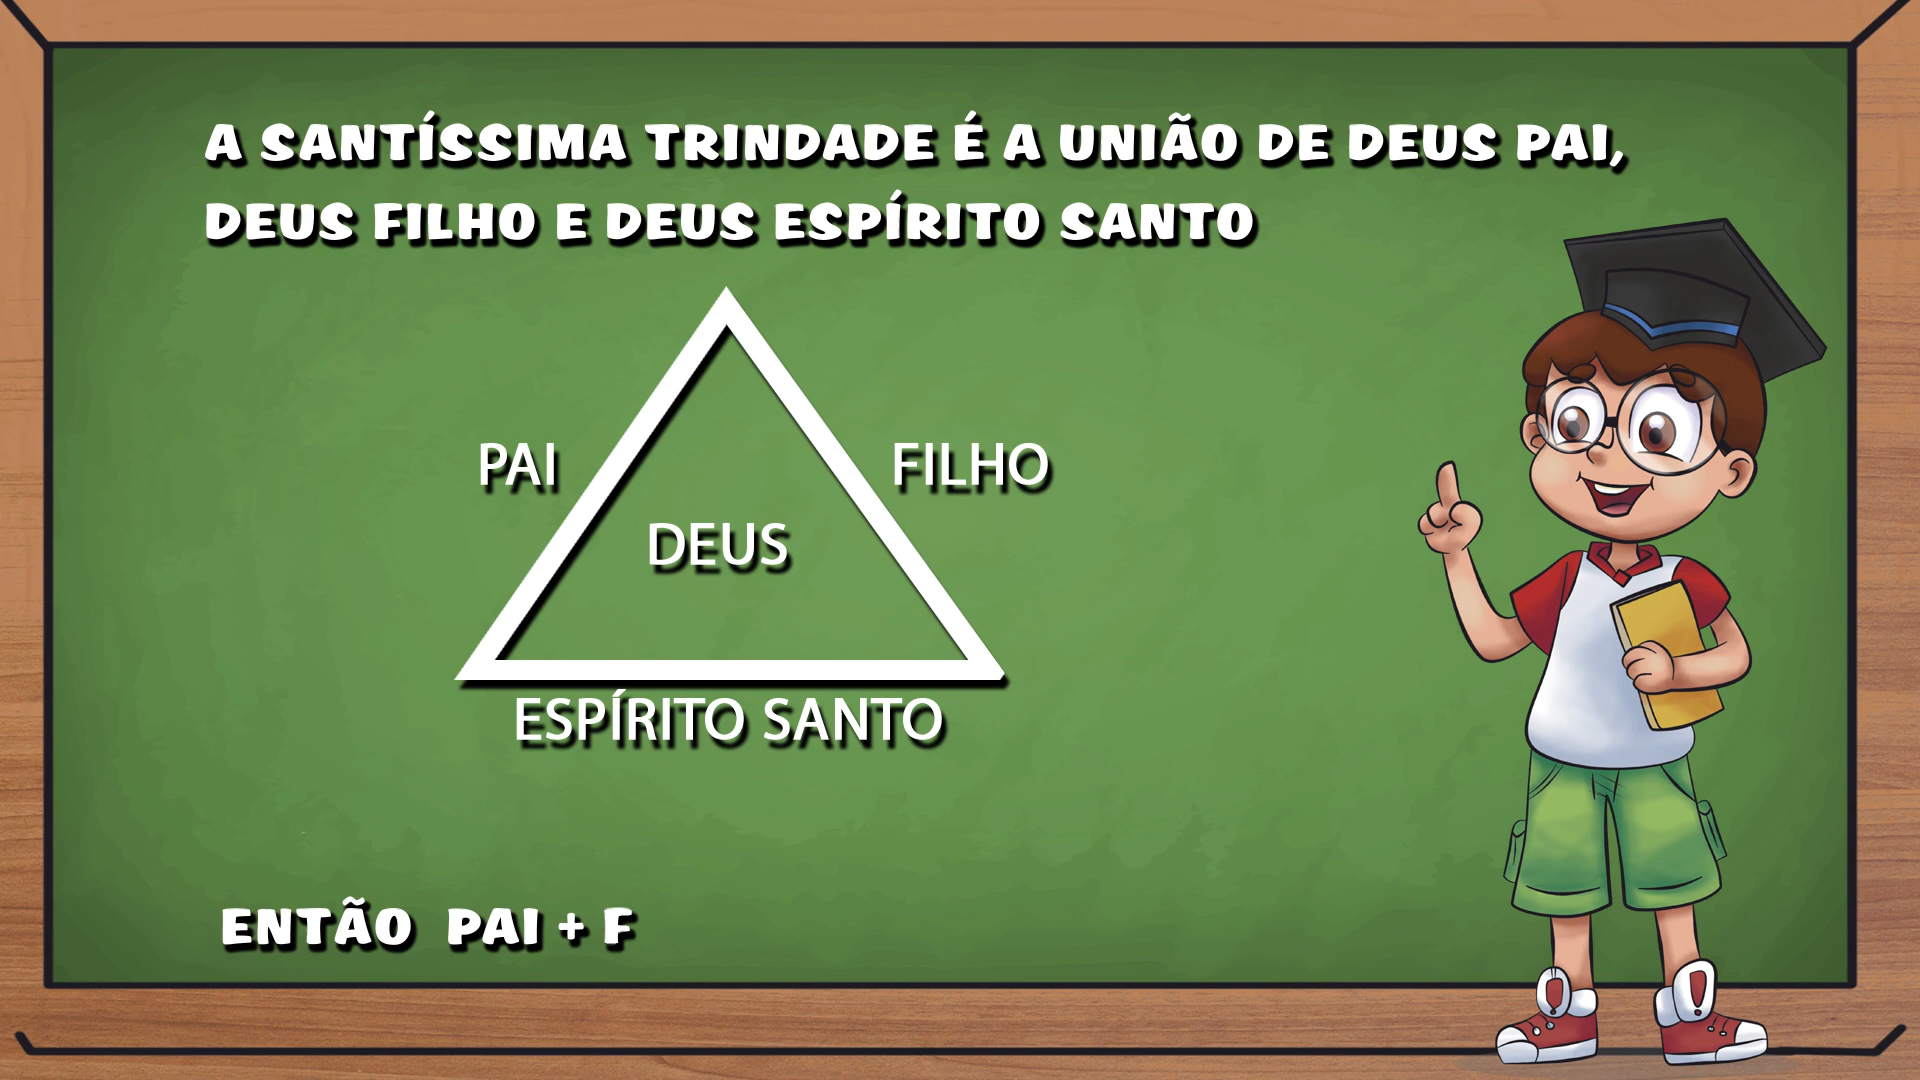 A SANTÍSSIMA TRINDADE É A UNIÃO DE DEUS PAI,
DEUS FILHO E DEUS ESPÍRITO SANTO
PAI
FILHO
DEUS
ESPÍRITO SANTO
ENTÃO PAI + F